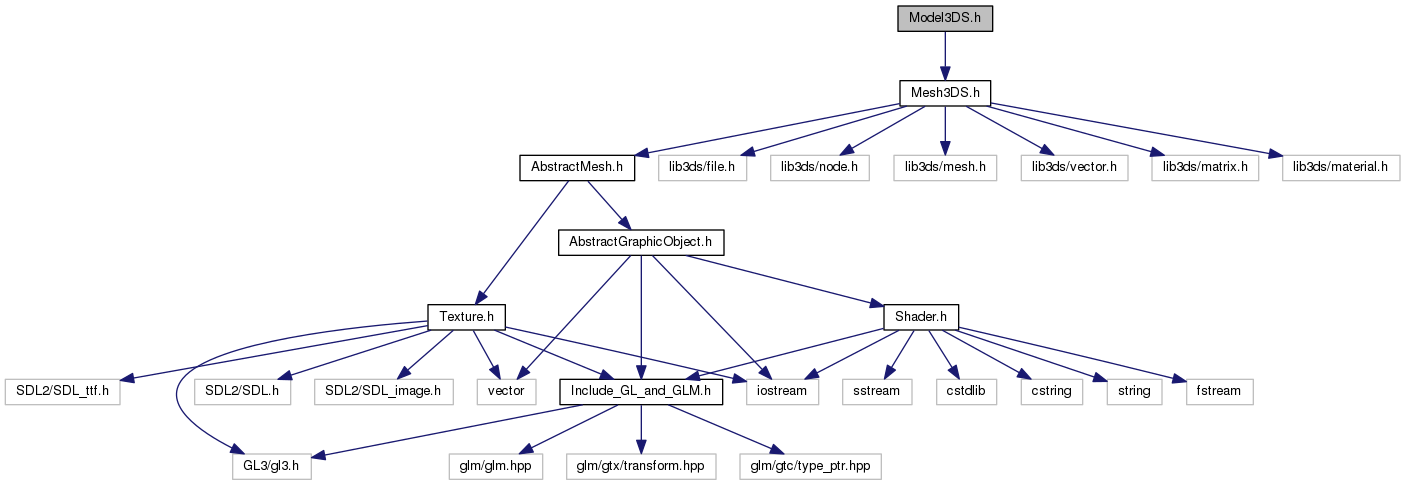 Model3DS.h
Mesh3DS.h
AbstractMesh.h
lib3ds/file.h
lib3ds/node.h
lib3ds/mesh.h
lib3ds/vector.h
lib3ds/matrix.h
lib3ds/material.h
AbstractGraphicObject.h
Texture.h
Shader.h
SDL2/SDL_ttf.h
SDL2/SDL.h
SDL2/SDL_image.h
vector
Include_GL_and_GLM.h
iostream
sstream
cstdlib
cstring
string
fstream
GL3/gl3.h
glm/glm.hpp
glm/gtx/transform.hpp
glm/gtc/type_ptr.hpp